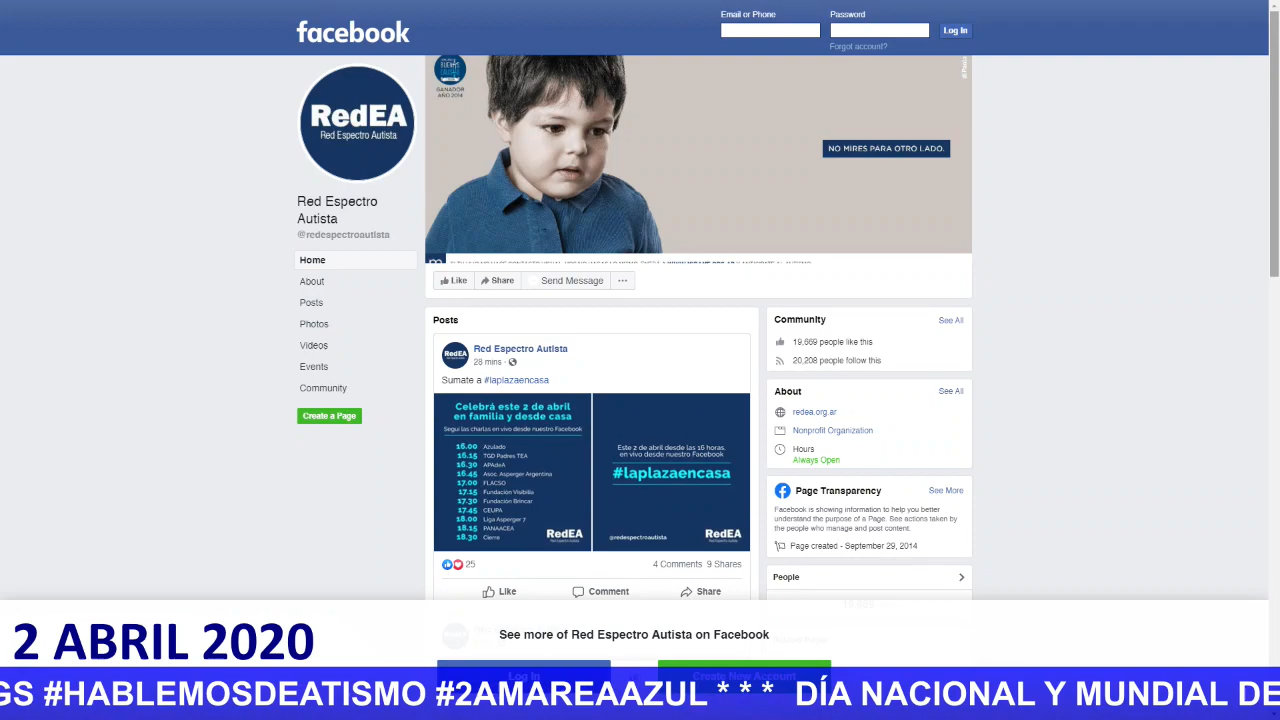 facebook
Email or Phone
Password
Log In
Forgot account?
RedEA
Red Espectro Autista
GANADOR
AÑO 2014
NO MIRES PARA OTRO LADO.
Red Espectro
Autista
@redespectroautista
Home
About
Posts
Photos
Videos
Events
Community
Create a Page
Like
Share
Send Message
Posts
RedEA
Red Espectro Autista
28 mins
Sumate a #laplazaencasa
Celebrá este 2 de abril
en familia y desde casa
Seguí las charlas en vivo desde nuestro Facebook
16.00 Azulado
16.15 TGD Padres TEA
16.30 APAdeA
16.45 Asoc. Asperger Argentina
17.00 FLACSO
17.15 Fundación Visibilia
17.30 Fundación Brincar
17.45 CEUPA
18.00 Liga Asperger 7
18.15 PANAACEA
18.30 Cierre
RedEA
Este 2 de abril desde las 16 horas,
en vivo desde nuestro Facebook
#laplazaencasa
@redespectroautista
RedEA
25
4 Comments 9 Shares
Like
Comment
Share
Community
See All
19,669 people like this
20,208 people follow this
About
See All
redea.org.ar
Nonprofit Organization
Hours
Always Open
Page Transparency
See More
Facebook is showing information to help you better
understand the purpose of a Page. See actions taken by
the people who manage and post content.
Page created - September 29, 2014
People
See more of Red Espectro Autista on Facebook
Log In
Create New Account
2 ABRIL 2020
#HABLEMOSDEATISMO #2AMAREAAZUL * * * DÍA NACIONAL Y MUNDIAL DE